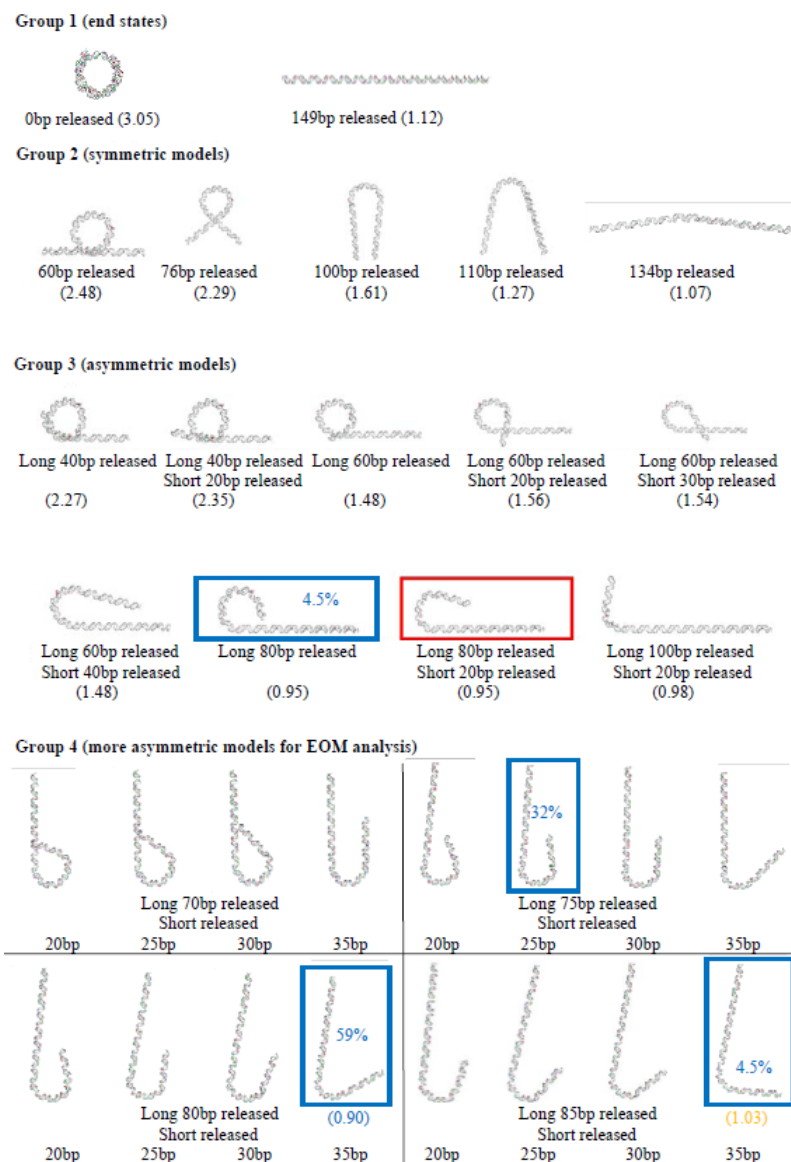 Group 1 (end states)
0bp released (3.05)
149bp released (1.12)
Group 2 (symmetric models)
60bp released
(2.48)
76bp released
(2.29)
100bp released
(1.61)
110bp released
(1.27)
134bp released
(1.07)
Group 3 (asymmetric models)
Long 40bp released
(2.27)
Long 40bp released
Short 20bp released
(2.35)
Long 60bp released
(1.48)
Long 60bp released
Short 20bp released
(1.56)
Long 60bp released
Short 30bp released
(1.54)
Long 60bp released
Short 40bp released
(1.48)
4.5%
Long 80bp released
(0.95)
Long 80bp released
Short 20bp released
(0.95)
Long 100bp released
Short 20bp released
(0.98)
Group 4 (more asymmetric models for EOM analysis)
Long 70bp released
Short released
20bp 25bp 30bp 35bp
32%
Long 75bp released
Short released
20bp 25bp 30bp 35bp
59%
Long 80bp released
(0.90)
Short released
20bp 25bp 30bp 35bp
4.5%
Long 85bp released
(1.03)
Short released
20bp 25bp 30bp 35bp